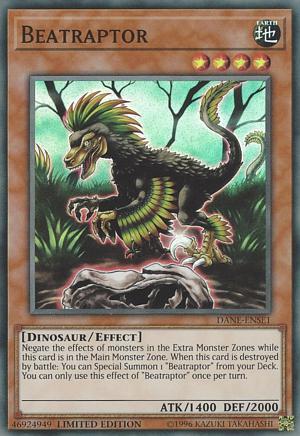 BEATRAPTOR
EARTH
地
DANE-ENSE1
[DINOSAUR/EFFECT]
Negate the effects of monsters in the Extra Monster Zones while
this card is in the Main Monster Zone. When this card is destroyed
by battle: You can Special Summon 1 "Beatraptor" from your Deck.
You can only use this effect of "Beatraptor" once per turn.
ATK/1400 DEF/2000
46924949 LIMITED EDITION ©1996 KAZUKI TAKAHASHI